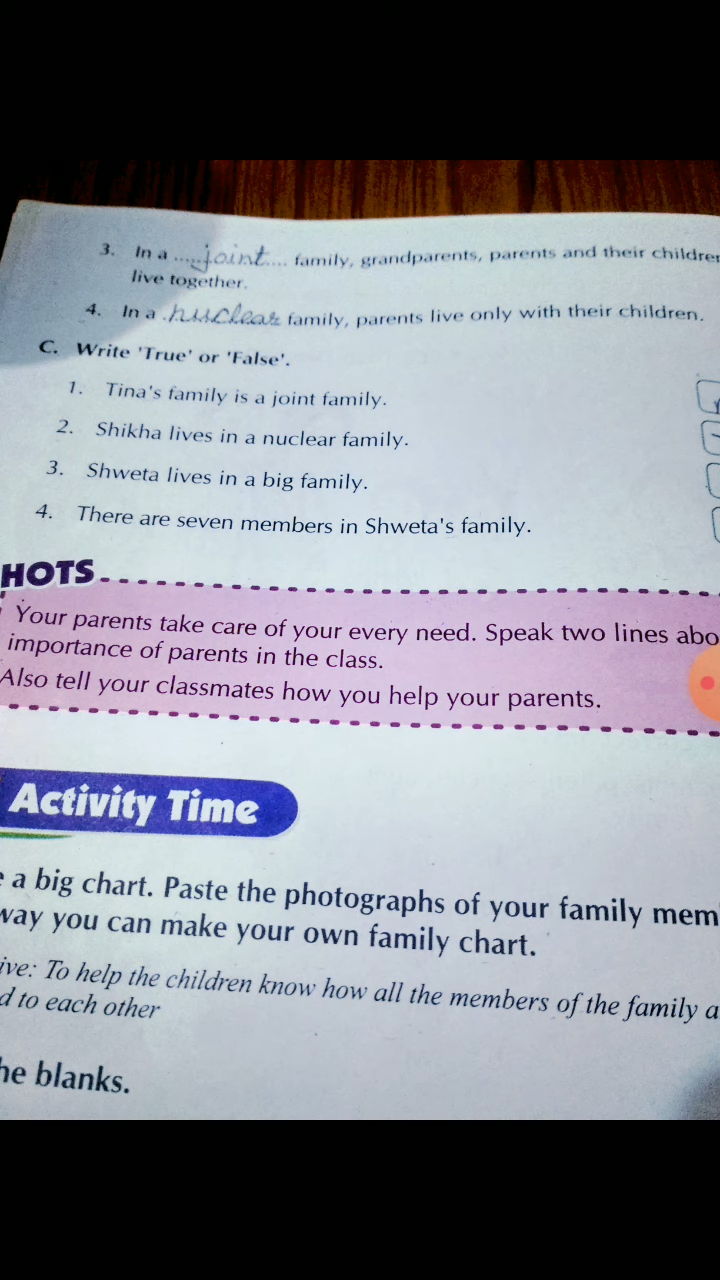 3. In a .....joint.... family, grandparents, parents and their children
live together.
4. In a .nuclear family, parents live only with their children.
C. Write 'True' or 'False'.
1. Tina's family is a joint family.
2. Shikha lives in a nuclear family.
3. Shweta lives in a big family.
4. There are seven members in Shweta's family.
HOTS
Your parents take care of your every need. Speak two lines abo
importance of parents in the class.
Also tell your classmates how you help your parents.
Activity Time
a big chart. Paste the photographs of your family mem
way you can make your own family chart.
ive: To help the children know how all the members of the family a
d to each other
he blanks.